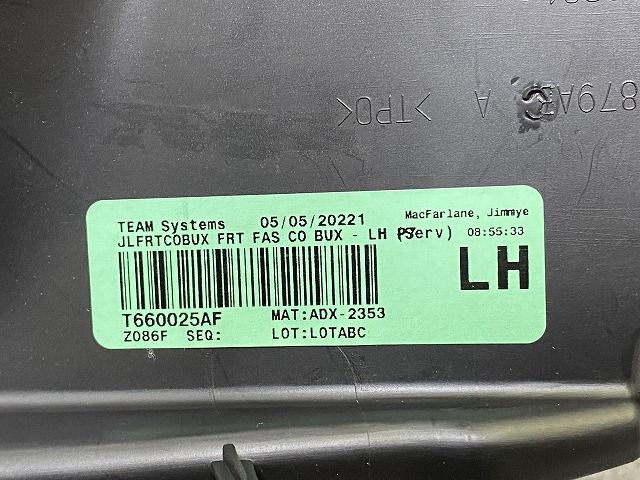 879A
A
>TPO<
TEAM Systems 05/05/20221 MacFarlane, Jimmye
JLFRTCOBUX FRT FAS CO BUX - LH (Serv) 08:55:33
LH
T660025AF MAT:ADX-2353
Z086F SEQ: LOT:LOTABC